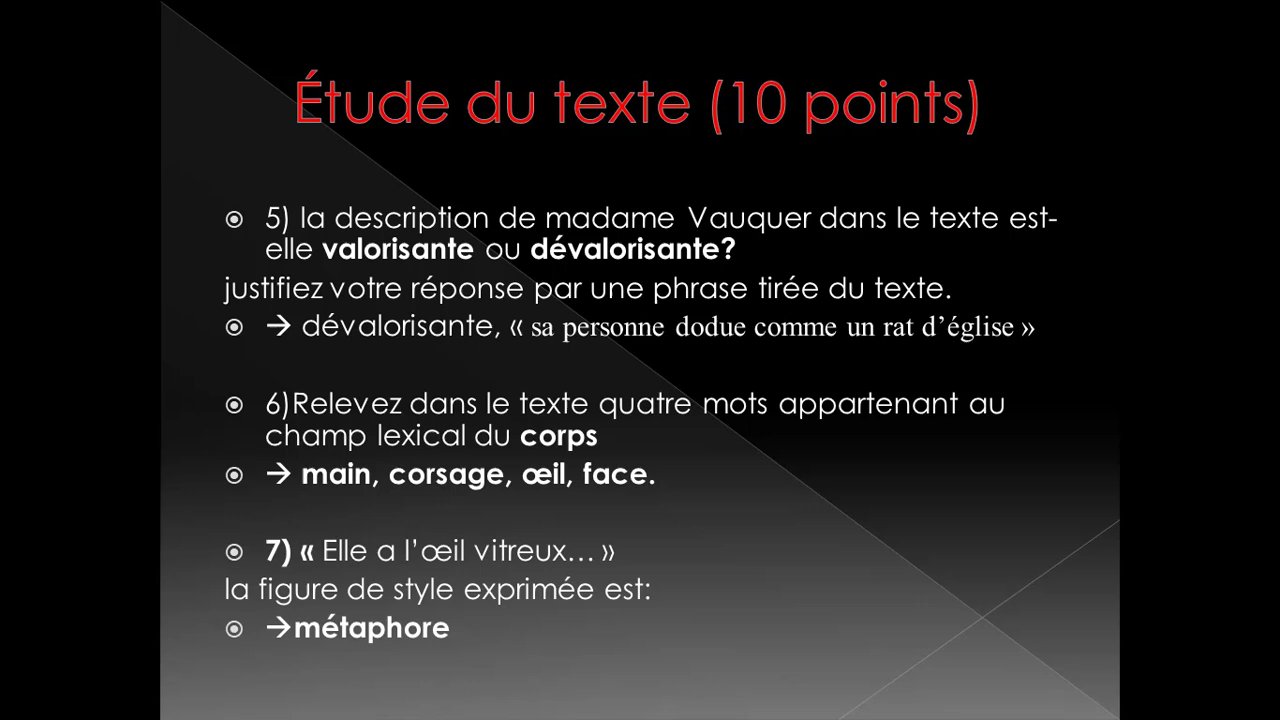 Étude du texte (10 points)
5) la description de madame Vauquer dans le texte est-
elle valorisante ou dévalorisante?
justifiez votre réponse par une phrase tirée du texte.
→ dévalorisante, « sa personne dodue comme un rat d’église »
6)Relevez dans le texte quatre mots appartenant au
champ lexical du corps
→ main, corsage, œil, face.
7) « Elle a l’œil vitreux… »
la figure de style exprimée est:
→métaphore